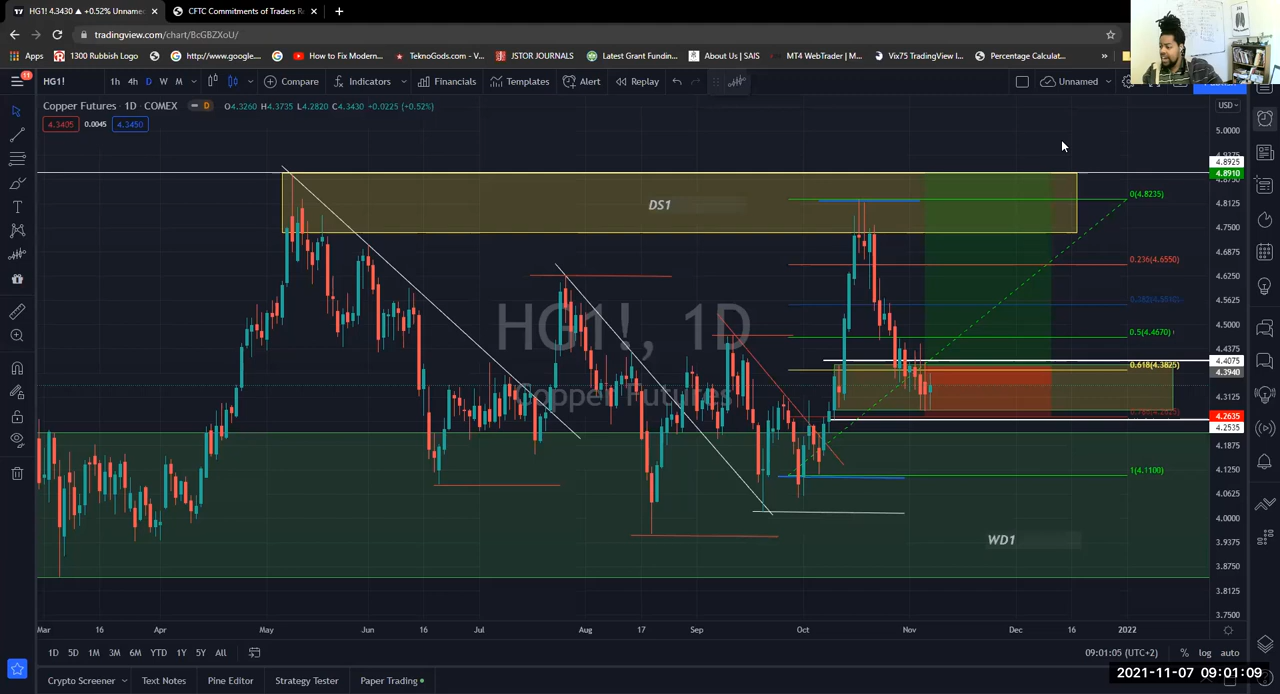 HG1! 4.3430 ▲ +0.52% Unnamed
CFTC Commitments of Traders R
tradingview.com/chart/BcGBZXoU/
Apps
1300 Rubbish Logo
http://www.google...
How to Fix Modern...
TeknoGods.com - V...
JSTOR JOURNALS
Latest Grant Fundin...
About Us | SAIS
MT4 WebTrader | M...
Vix75 TradingView I...
Percentage Calculat...
»
11
HG1!
1h 4h D W M
Compare
Indicators
Financials
Templates
Alert
Replay
Unnamed
Copper Futures · 1D · COMEX
D
O4.3260 H4.3735 L4.2820 C4.3430 +0.0225 (+0.52%)
USD
4.3405
0.0045
4.3450
5.0000
4.8925
4.8910
4.8125
4.7500
4.6875
4.6250
4.5625
4.5000
4.4375
4.4075
4.3940
4.3125
4.2635
4.2535
4.1875
4.1250
4.0625
4.0000
3.9375
3.8750
3.8125
3.7500
DS1
0(4.8235)
0.236(4.6550)
0.5(4.4670)
0.618(4.3825)
1(4.1100)
HG1!, 1D
Copper Futures
WD1
Mar 16 Apr May Jun 16 Jul Aug 17 Sep Oct Nov Dec 16 2022
1D 5D 1M 3M 6M YTD 1Y 5Y All
09:01:05 (UTC+2)
% log auto
Crypto Screener
Text Notes
Pine Editor
Strategy Tester
Paper Trading
2021-11-07 09:01:09